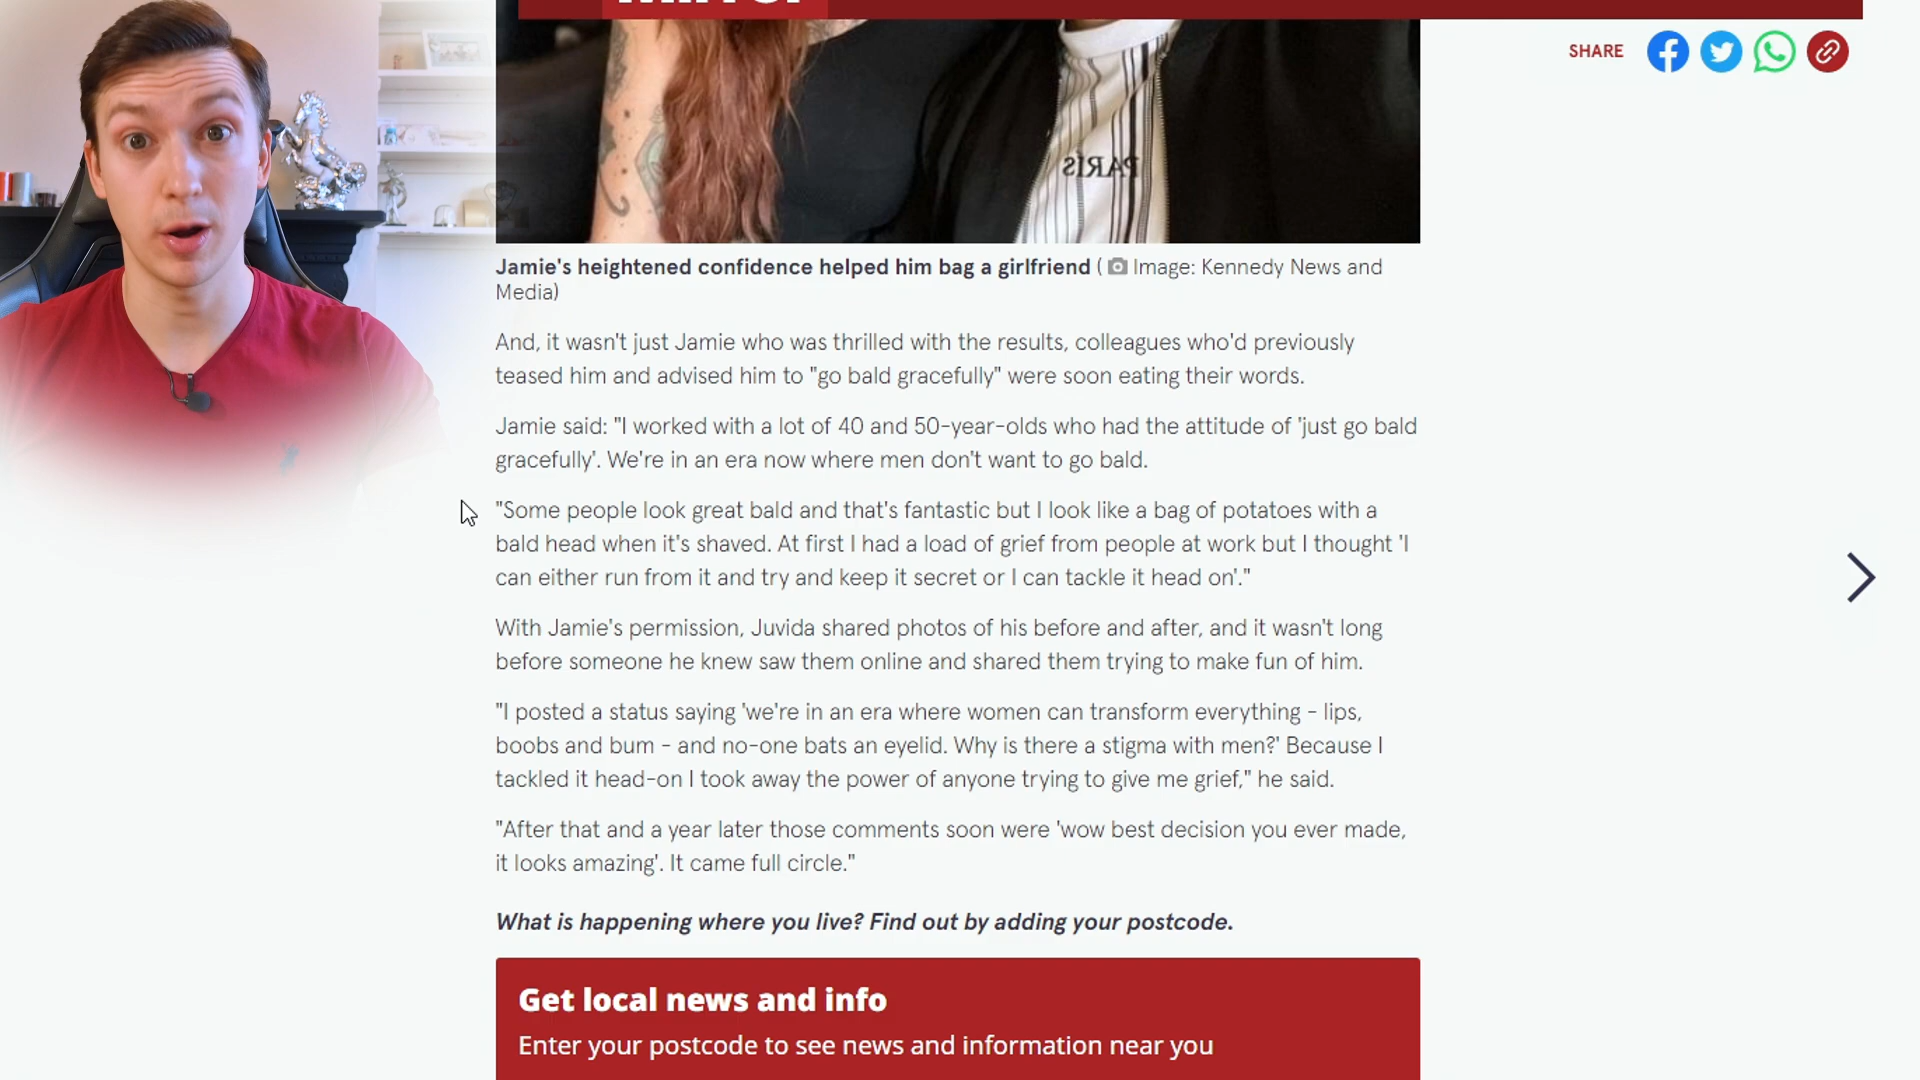 SHARE
PARIS
Jamie's heightened confidence helped him bag a girlfriend ( Image: Kennedy News and
Media)
And, it wasn't just Jamie who was thrilled with the results, colleagues who'd previously
teased him and advised him to "go bald gracefully" were soon eating their words.
Jamie said: "I worked with a lot of 40 and 50-year-olds who had the attitude of 'just go bald
gracefully'. We're in an era now where men don't want to go bald.
"Some people look great bald and that's fantastic but I look like a bag of potatoes with a
bald head when it's shaved. At first I had a load of grief from people at work but I thought 'I
can either run from it and try and keep it secret or I can tackle it head on'."
With Jamie's permission, Juvida shared photos of his before and after, and it wasn't long
before someone he knew saw them online and shared them trying to make fun of him.
"I posted a status saying 'we're in an era where women can transform everything - lips,
boobs and bum - and no-one bats an eyelid. Why is there a stigma with men?' Because I
tackled it head-on I took away the power of anyone trying to give me grief," he said.
"After that and a year later those comments soon were 'wow best decision you ever made,
it looks amazing'. It came full circle."
What is happening where you live? Find out by adding your postcode.
Get local news and info
Enter your postcode to see news and information near you